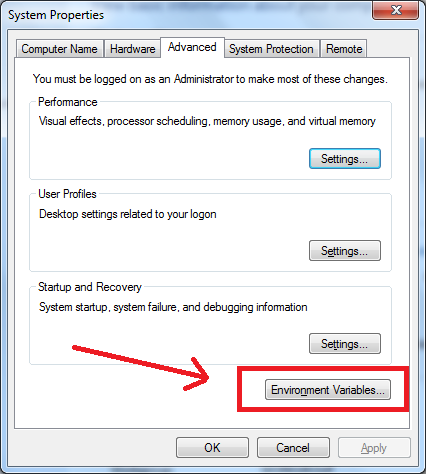 System Properties
Computer Name Hardware Advanced System Protection Remote
You must be logged on as an Administrator to make most of these changes.
Performance
Visual effects, processor scheduling, memory usage, and virtual memory
Settings...
User Profiles
Desktop settings related to your logon
Settings...
Startup and Recovery
System startup, system failure, and debugging information
Settings...
Environment Variables...
OK Cancel Apply